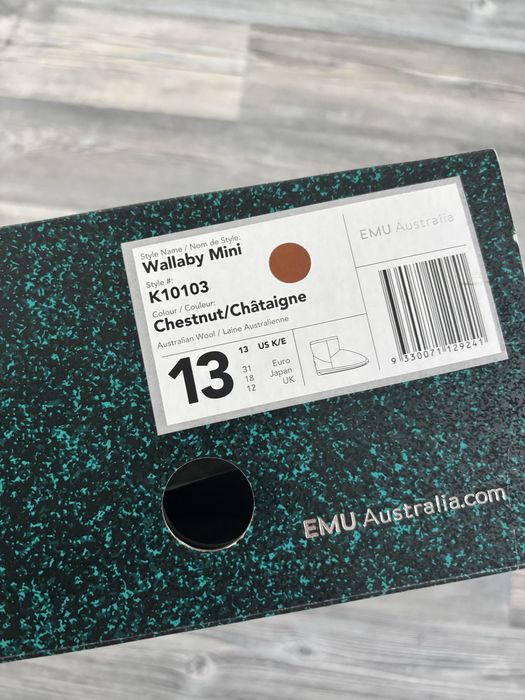 Style Name / Nom de Style:
Wallaby Mini
Style #:
K10103
Colour / Couleur:
Chestnut/Châtaigne
Australian Wool / Laine Australienne
13
13 US K/E
31 Euro
18 Japan
12 UK
EMU Australia
9 330071 129241
EMU Australia.com